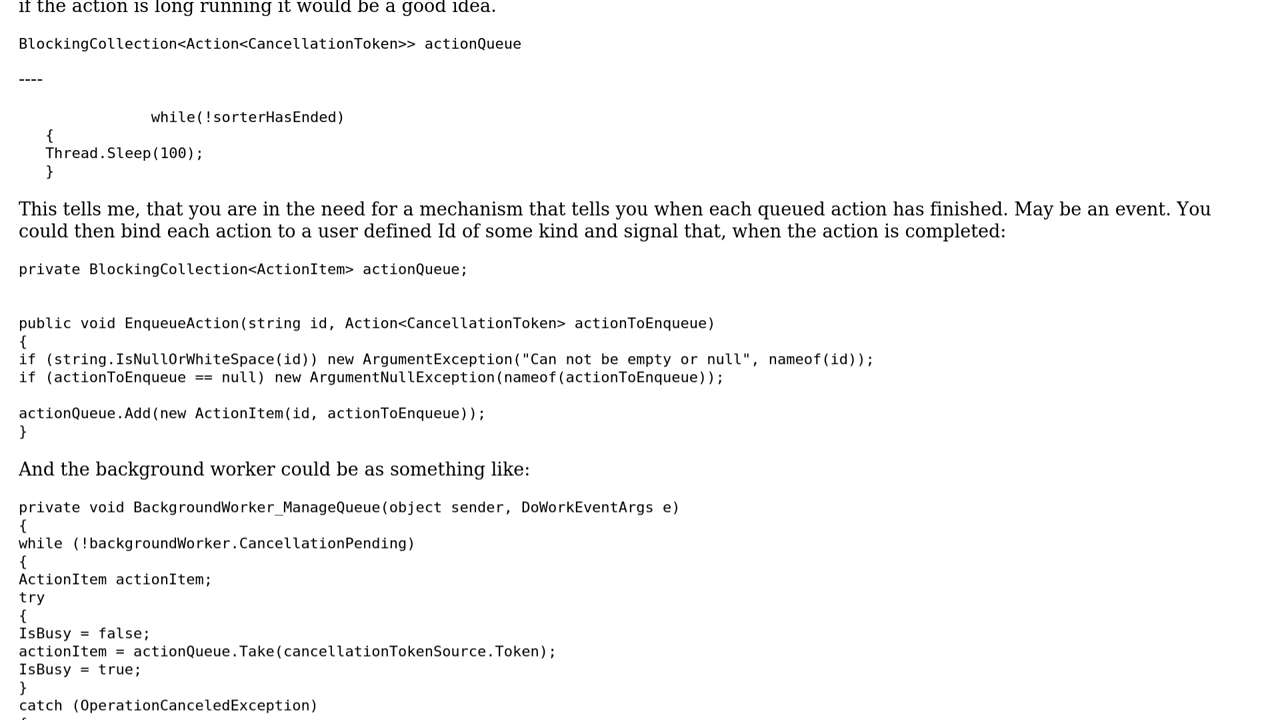 if the action is long running it would be a good idea.
BlockingCollection<Action<CancellationToken>> actionQueue
----
while(!sorterHasEnded)
{
Thread.Sleep(100);
}
This tells me, that you are in the need for a mechanism that tells you when each queued action has finished. May be an event. You
could then bind each action to a user defined Id of some kind and signal that, when the action is completed:
private BlockingCollection<ActionItem> actionQueue;
public void EnqueueAction(string id, Action<CancellationToken> actionToEnqueue)
{
if (string.IsNullOrWhiteSpace(id)) new ArgumentException("Can not be empty or null", nameof(id));
if (actionToEnqueue == null) new ArgumentNullException(nameof(actionToEnqueue));
actionQueue.Add(new ActionItem(id, actionToEnqueue));
}
And the background worker could be as something like:
private void BackgroundWorker_ManageQueue(object sender, DoWorkEventArgs e)
{
while (!backgroundWorker.CancellationPending)
{
ActionItem actionItem;
try
{
IsBusy = false;
actionItem = actionQueue.Take(cancellationTokenSource.Token);
IsBusy = true;
}
catch (OperationCanceledException)
{